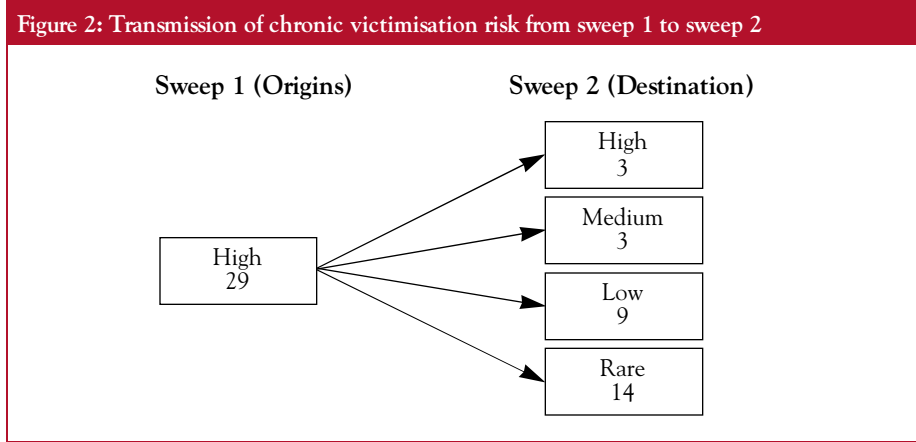 Figure 2: Transmission of chronic victimisation risk from sweep 1 to sweep 2
Sweep 1 (Origins)
Sweep 2 (Destination)
High
29
High
3
Medium
3
Low
9
Rare
14